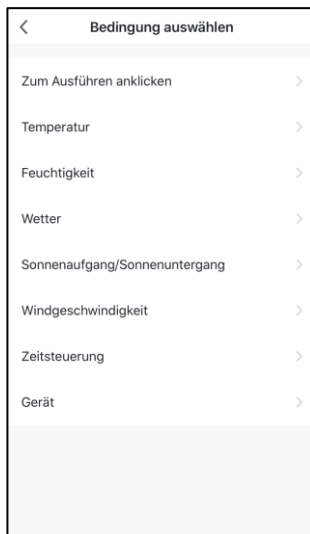 Bedingung auswählen
Zum Ausführen anklicken
Temperatur
Feuchtigkeit
Wetter
Sonnenaufgang/Sonnenuntergang
Windgeschwindigkeit
Zeitsteuerung
Gerät